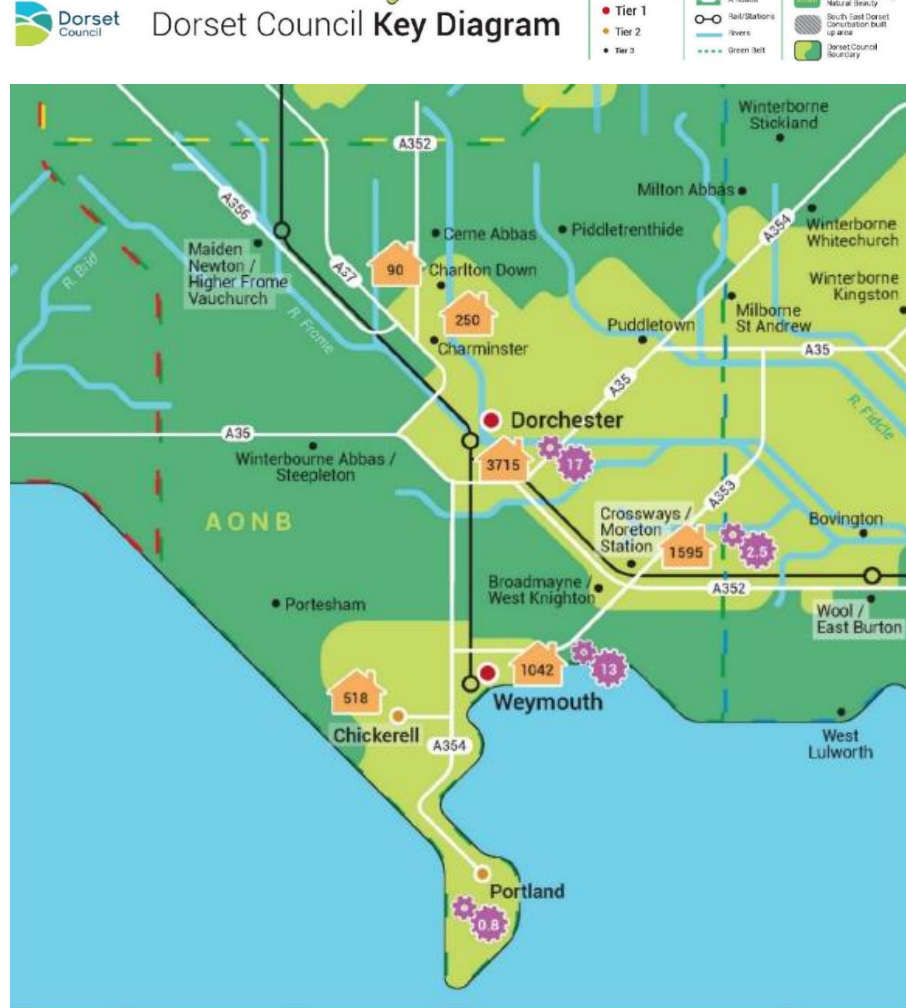 Dorset
Council
Dorset Council Key Diagram
Tier 1
Tier 2
Tier 3
Rail/Stations
Rivers
Green Belt
Natural Beauty
South East Dorset
Conurbation built
up area
Dorset Council
Boundary
Winterborne
Stickland
A352
Milton Abbas
A356
A354
Winterborne
Whitechurch
Cerne Abbas
Piddletrenthide
Maiden
Newton /
Higher Frome
Vauchurch
R. Brid
A37
90
Charlton Down
Winterborne
Kingston
R. Frome
250
Milborne
St Andrew
Puddletown
Charminster
A35
A35
R. Fiddle
Dorchester
A35
Winterbourne Abbas /
Steepleton
3715
17
A353
AONB
Crossways /
Moreton
Station
Bovington
1595
2.5
Broadmayne /
West Knighton
A352
Portesham
Wool /
East Burton
1042
13
518
Weymouth
Chickerell
A354
West
Lulworth
Portland
0.8